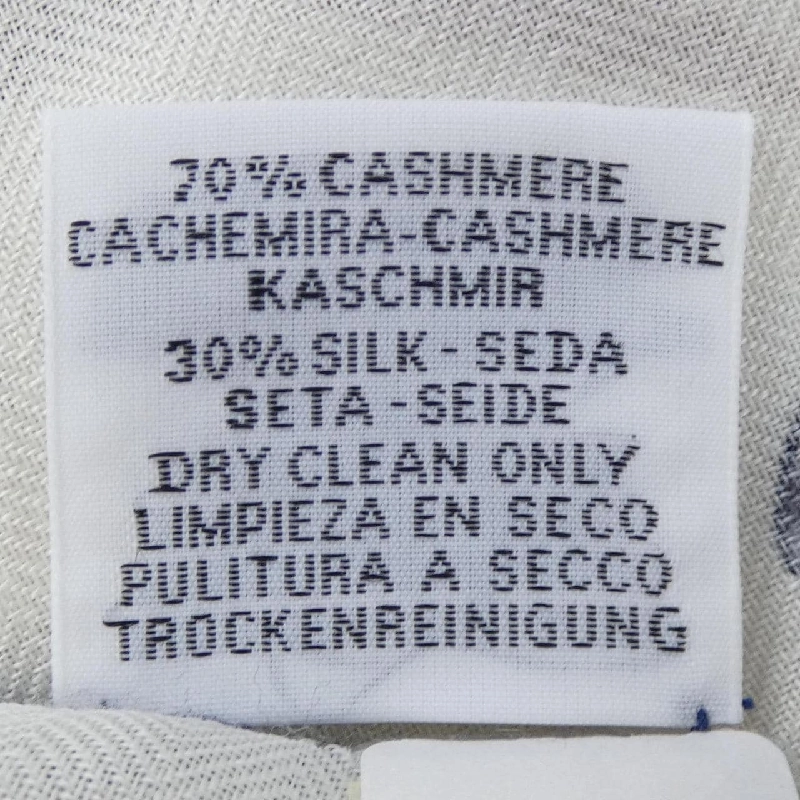 70% CASHMERE
CACHEMIRA-CASHMERE
KASCHMIR
30% SILK - SEDA
SETA - SEIDE
DRY CLEAN ONLY
LIMPIEZA EN SECO
PULITURA A SECCO
TROCKENREINIGUNG